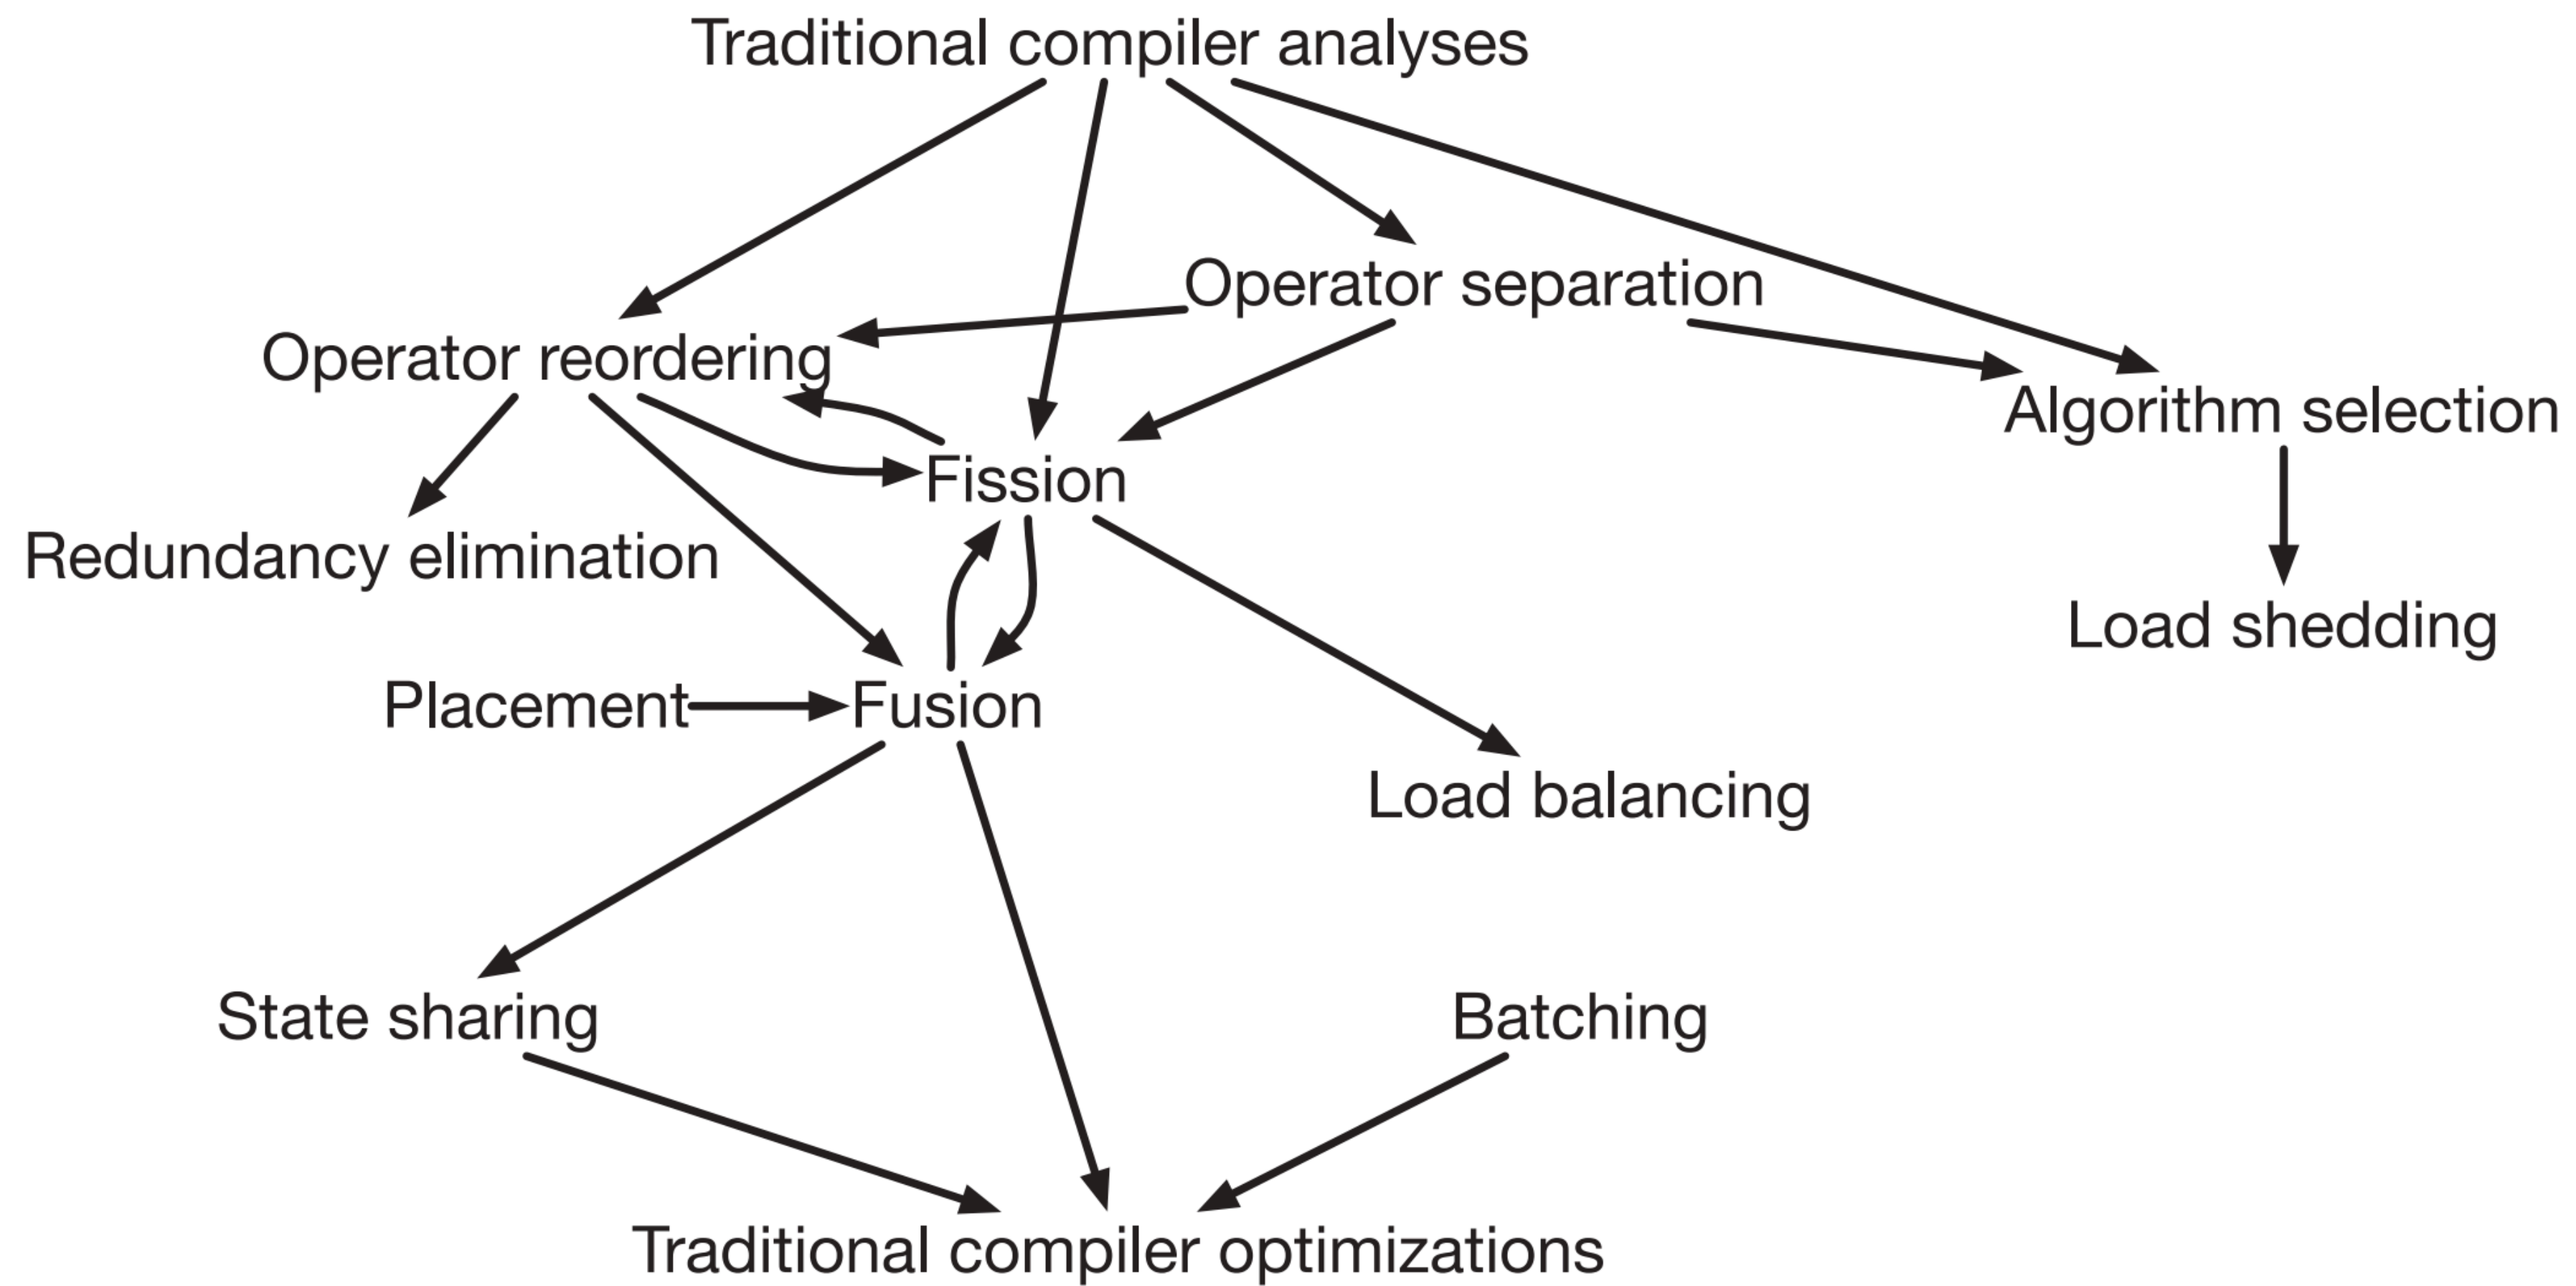 Traditional compiler analyses
Operator separation
Operator reordering
Algorithm selection
Fission
Redundancy elimination
Load shedding
Placement
Fusion
Load balancing
State sharing
Batching
Traditional compiler optimizations